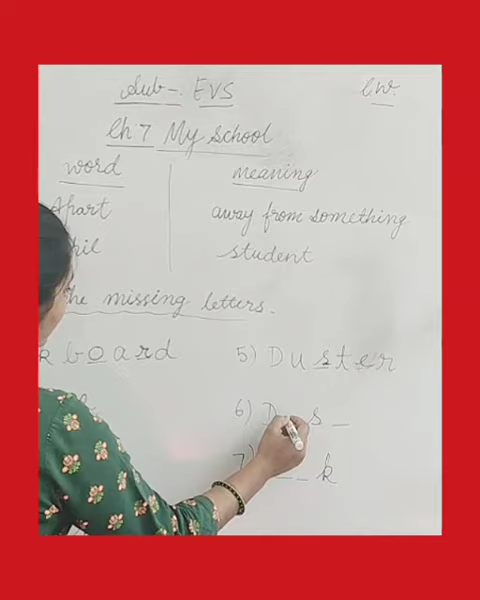 Sub-. EVS
C.W.
Ch. 7 My school
word meaning
Apart away from something
student
the missing letters.
k board
5) Duster
6) D s _
7) _ _ k